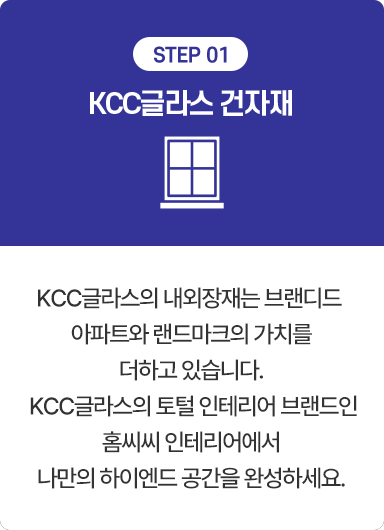 STEP 01
KCC글라스 건자재
KCC글라스의 내외장재는 브랜디드
아파트와 랜드마크의 가치를
더하고 있습니다.
KCC글라스의 토털 인테리어 브랜드인
홈씨씨 인테리어에서
나만의 하이엔드 공간을 완성하세요.